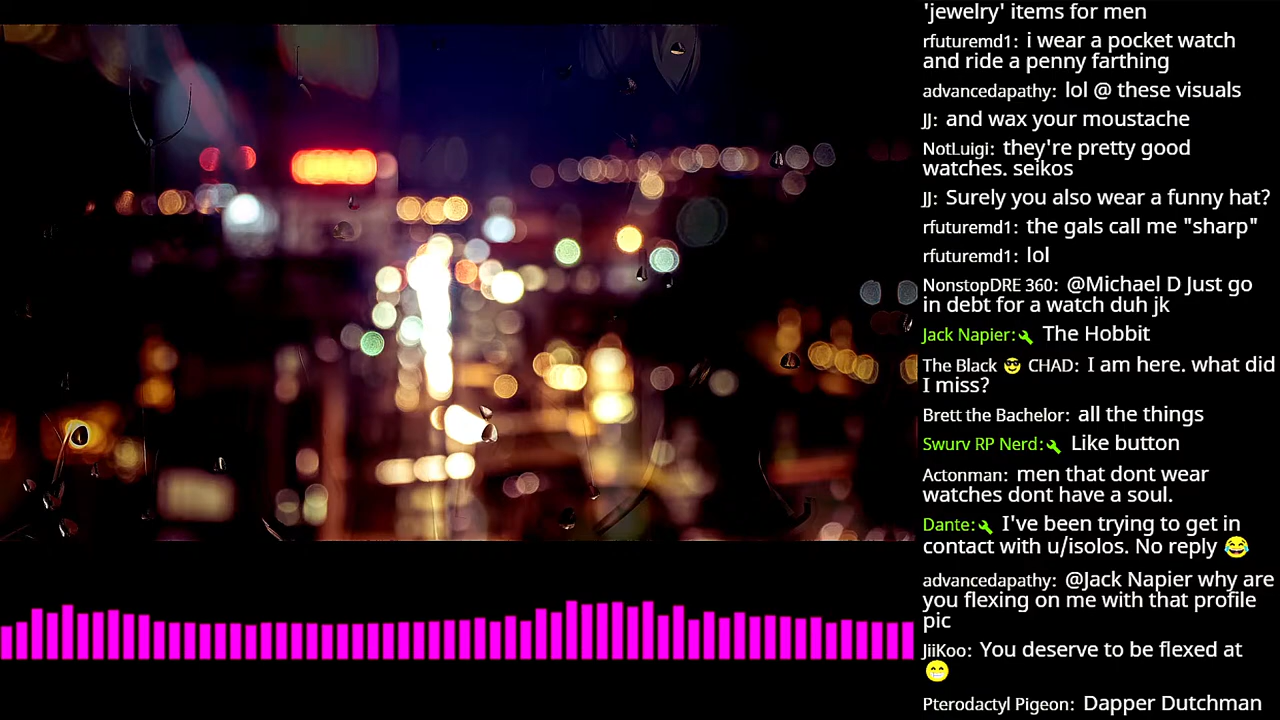 'jewelry' items for men
rfuturemd1: i wear a pocket watch
and ride a penny farthing
advancedapathy: lol @ these visuals
JJ: and wax your moustache
NotLuigi: they're pretty good
watches. seikos
JJ: Surely you also wear a funny hat?
rfuturemd1: the gals call me "sharp"
rfuturemd1: lol
NonstopDRE 360: @Michael D Just go
in debt for a watch duh jk
Jack Napier: The Hobbit
The Black 😎 CHAD: I am here. what did
I miss?
Brett the Bachelor: all the things
Swurv RP Nerd: Like button
Actonman: men that dont wear
watches dont have a soul.
Dante: I've been trying to get in
contact with u/isolos. No reply 😂
advancedapathy: @Jack Napier why are
you flexing on me with that profile
pic
JiiKoo: You deserve to be flexed at
😁
Pterodactyl Pigeon: Dapper Dutchman